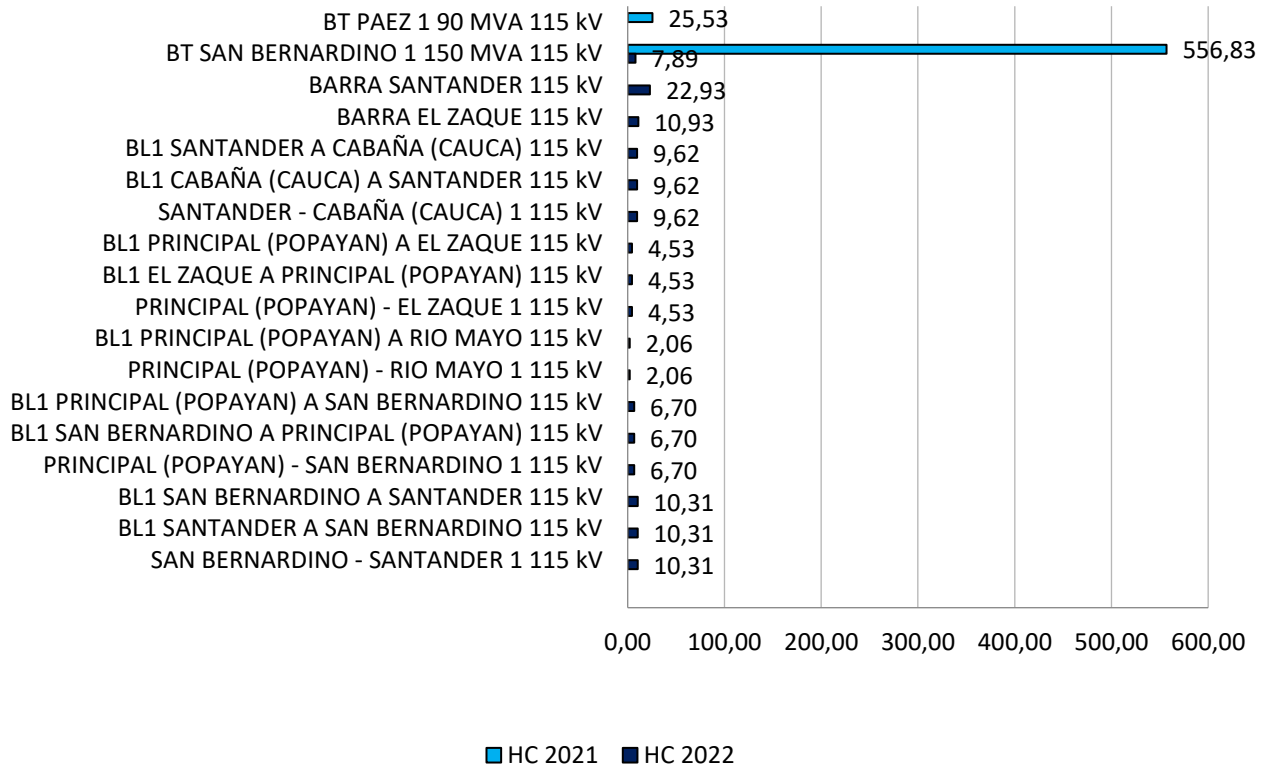 BT PAEZ 1 90 MVA 115 kV 25,53
BT SAN BERNARDINO 1 150 MVA 115 kV 556,83
7,89
BARRA SANTANDER 115 kV 22,93
BARRA EL ZAQUE 115 kV 10,93
BL1 SANTANDER A CABAÑA (CAUCA) 115 kV 9,62
BL1 CABAÑA (CAUCA) A SANTANDER 115 kV 9,62
SANTANDER - CABAÑA (CAUCA) 1 115 kV 9,62
BL1 PRINCIPAL (POPAYAN) A EL ZAQUE 115 kV 4,53
BL1 EL ZAQUE A PRINCIPAL (POPAYAN) 115 kV 4,53
PRINCIPAL (POPAYAN) - EL ZAQUE 1 115 kV 4,53
BL1 PRINCIPAL (POPAYAN) A RIO MAYO 115 kV 2,06
PRINCIPAL (POPAYAN) - RIO MAYO 1 115 kV 2,06
BL1 PRINCIPAL (POPAYAN) A SAN BERNARDINO 115 kV 6,70
BL1 SAN BERNARDINO A PRINCIPAL (POPAYAN) 115 kV 6,70
PRINCIPAL (POPAYAN) - SAN BERNARDINO 1 115 kV 6,70
BL1 SAN BERNARDINO A SANTANDER 115 kV 10,31
BL1 SANTANDER A SAN BERNARDINO 115 kV 10,31
SAN BERNARDINO - SANTANDER 1 115 kV 10,31
0,00 100,00 200,00 300,00 400,00 500,00 600,00
HC 2021 HC 2022